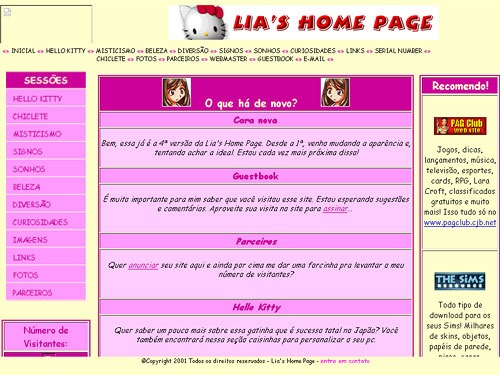 LIA'S HOME PAGE
<> INICIAL <> HELLO KITTY <> MISTICISMO <> BELEZA <> DIVERSÃO <> SIGNOS <> SONHOS <> CURIOSIDADES <> LINKS <> SERIAL NUMBER <>
CHICLETE <> FOTOS <> PARCEIROS <> WEBMASTER <> GUESTBOOK <> E-MAIL <>
SESSÕES
HELLO KITTY
CHICLETE
MISTICISMO
SIGNOS
SONHOS
BELEZA
DIVERSÃO
CURIOSIDADES
IMAGENS
LINKS
FOTOS
PARCEIROS
Número de
Visitantes:
O que há de novo?
Cara nova
Bem, essa já é a 4ª versão da Lia's Home Page. Desde a 1ª, venho mudando a aparência e,
tentando achar a ideal. Estou cada vez mais próxima disso!
Guestbook
É muito importante para mim saber que você visitou esse site. Estou esperando sugestões
e comentários. Aproveite sua visita no site para assinar...
Parceiros
Quer anunciar seu site aqui e ainda por cima me dar uma forcinha pra levantar o meu
número de visitantes?
Hello Kitty
Quer saber um pouco mais sobre essa gatinha que é sucesso total no Japão? Você
também encontrará nessa seção coisinhas para personalizar o seu pc.
Recomendo!
PAG Club
web site
Jogos, dicas,
lançamentos, música,
televisão, esportes,
cards, RPG, Lara
Croft, classificados
gratuitos e muito
mais! Isso tudo só no
www.pagclub.cjb.net
THE SIMS
Todo tipo de
download para os
seus Sims! Milhares
de skins, objetos,
papéis de parede,
©Copyright 2001 Todos os direitos reservados - Lia's Home Page - entre em contato